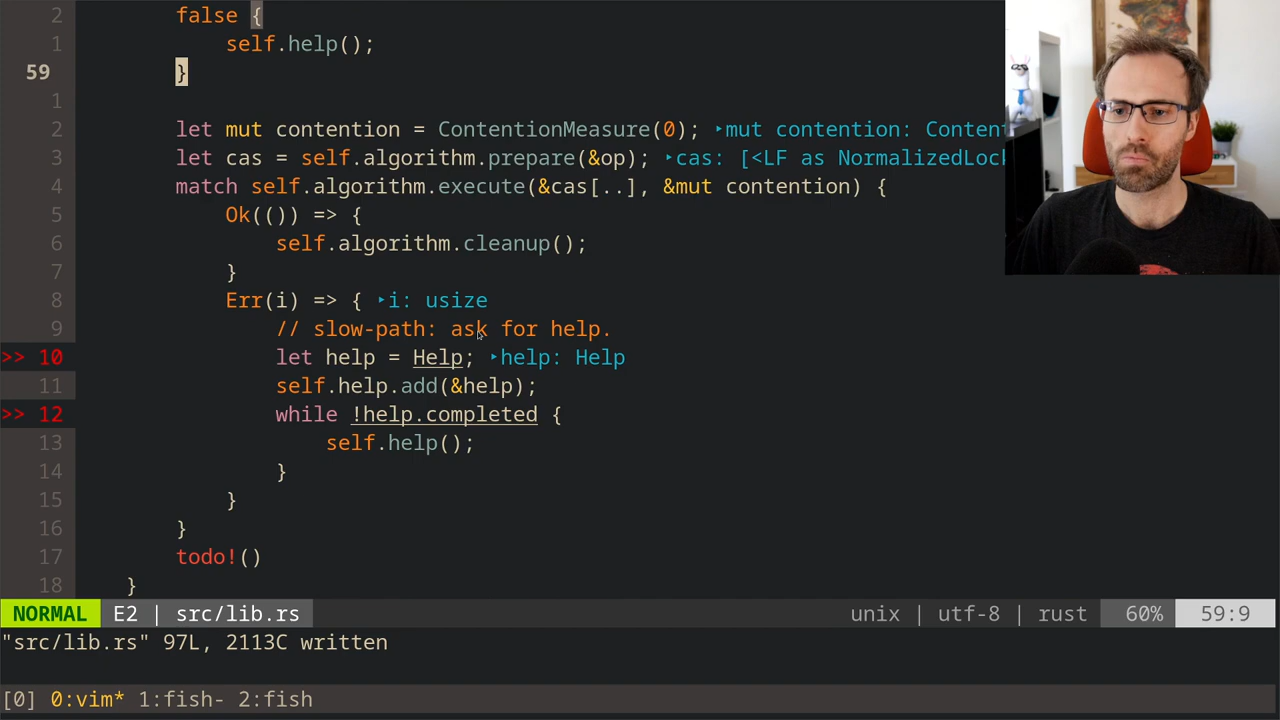 2 false {
1 self.help();
59 }
1
2 let mut contention = ContentionMeasure(0); ‣mut contention: Content
3 let cas = self.algorithm.prepare(&op); ‣cas: [<LF as NormalizedLock
4 match self.algorithm.execute(&cas[..], &mut contention) {
5 Ok(()) => {
6 self.algorithm.cleanup();
7 }
8 Err(i) => { ‣i: usize
9 // slow-path: ask for help.
>> 10 let help = Help; ‣help: Help
11 self.help.add(&help);
>> 12 while !help.completed {
13 self.help();
14 }
15 }
16 }
17 todo!()
18 }
NORMAL E2 | src/lib.rs unix | utf-8 | rust 60% 59:9
"src/lib.rs" 97L, 2113C written
[0] 0:vim* 1:fish- 2:fish